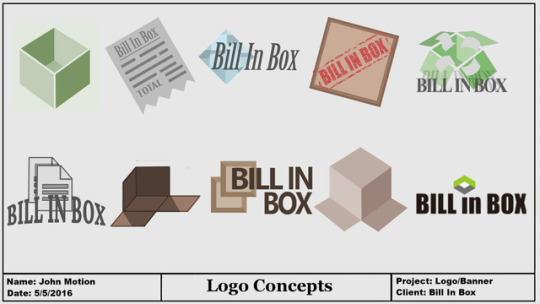 Bill In Box
TOTAL
Bill In Box
BILL IN BOX
BILL IN BOX
BILL IN BOX
BILL IN
BOX
BILL in BOX
Name: John Motion
Date: 5/5/2016
Logo Concepts
Project: Logo/Banner
Client: Bill In Box